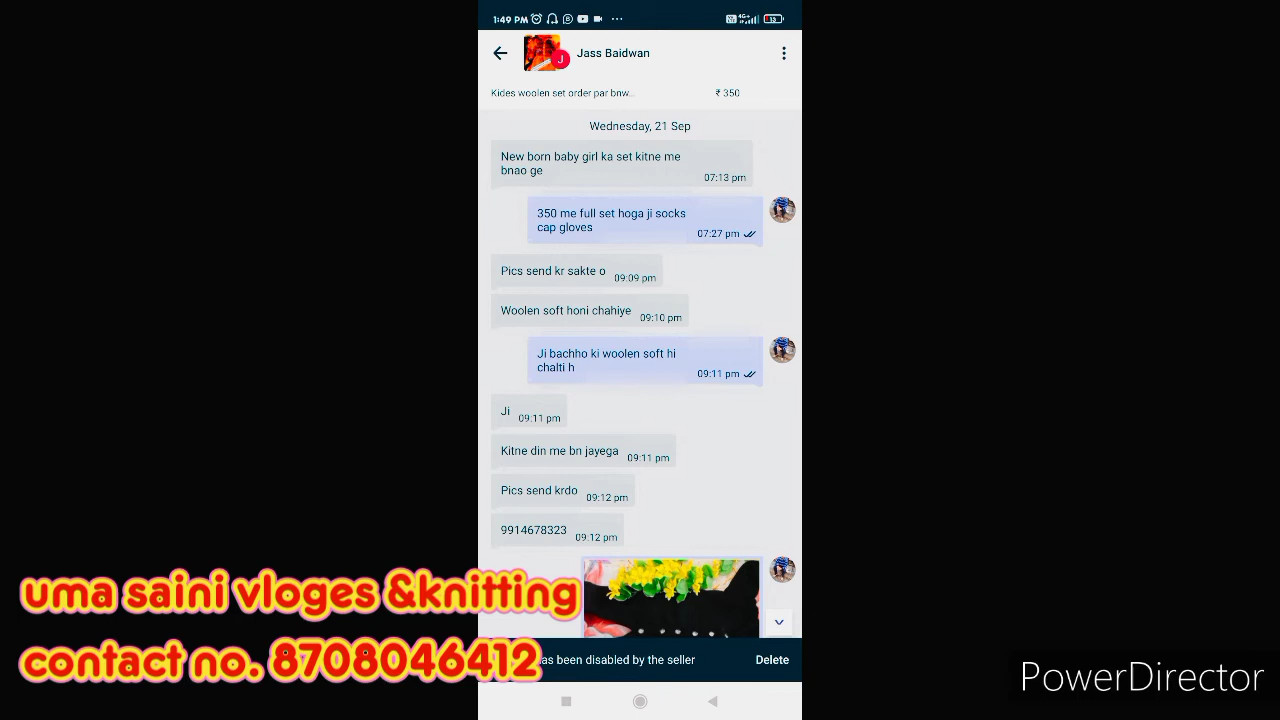 1:49 PM
4G+
13
Jass Baidwan
J
Kides woolen set order par bnw...
₹ 350
Wednesday, 21 Sep
New born baby girl ka set kitne me
bnao ge
07:13 pm
350 me full set hoga ji socks
cap gloves
07:27 pm
Pics send kr sakte o
09:09 pm
Woolen soft honi chahiye
09:10 pm
Ji bachho ki woolen soft hi
chalti h
09:11 pm
Ji
09:11 pm
Kitne din me bn jayega
09:11 pm
Pics send krdo
09:12 pm
9914678323
09:12 pm
uma saini vloges &knitting
contact no. 8708046412
as been disabled by the seller
Delete
PowerDirector